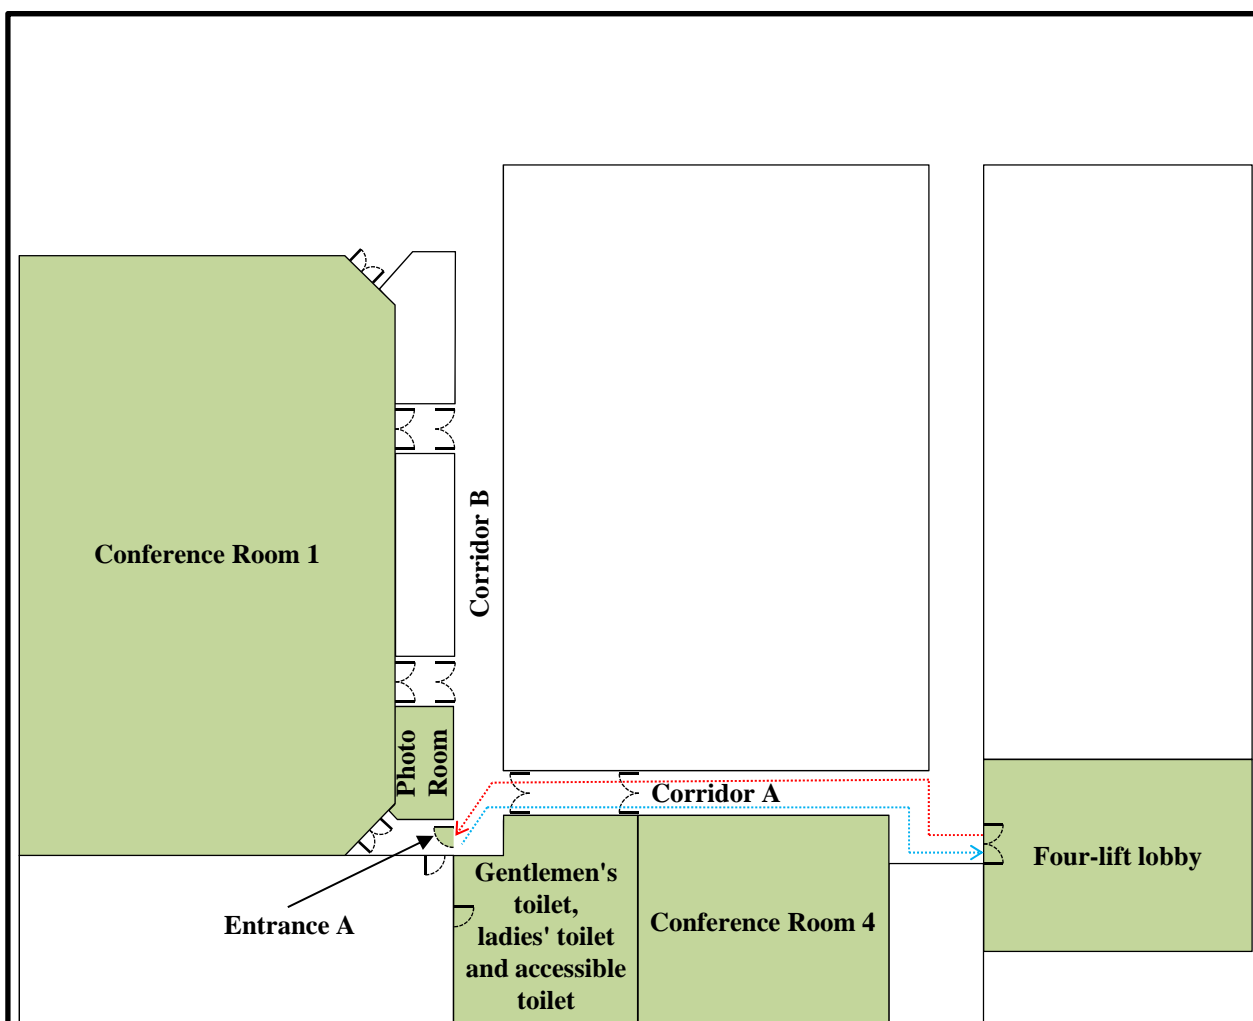 Corridor B
Conference Room 1
Photo
Room
Corridor A
Four-lift lobby
Entrance A
Gentlemen's
toilet,
ladies' toilet
and accessible
toilet
Conference Room 4